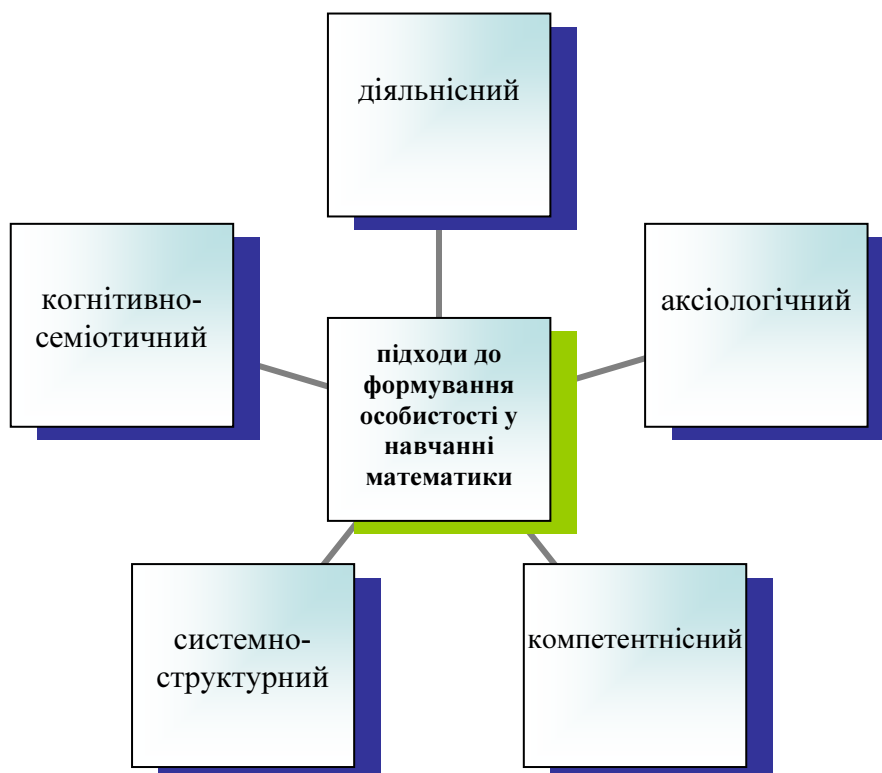 діяльнісний
когнітивно-
семіотичний
аксіологічний
підходи до
формування
особистості у
навчанні
математики
системно-
структурний
компетентнісний